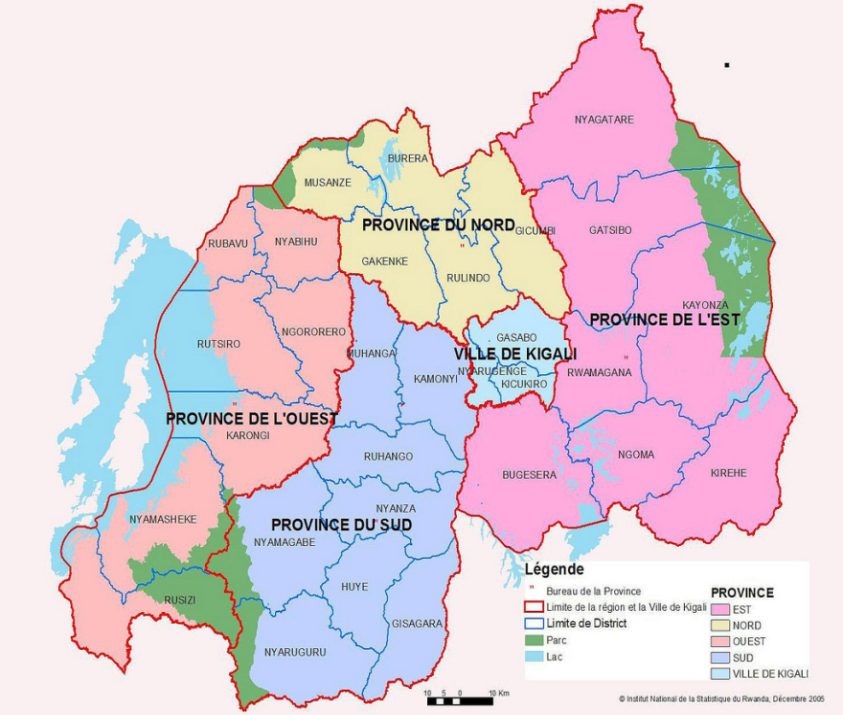 NYAGATARE
BURERA
MUSANZE
PROVINCE DU NORD
GICUMBI
GATSIBO
RUBAVU
NYABIHU
GAKENKE
RULINDO
KAYONZA
PROVINCE DE L'EST
NGORORERO
RUTSIRO
GASABO
MUHANGA
VILLE DE KIGALI
NYARUGENGE
RWAMAGANA
KAMONYI
KICUKIRO
PROVINCE DE L'OUEST
KARONGI
RUHANGO
NGOMA
BUGESERA
KIREHE
NYANZA
NYAMASHEKE
PROVINCE DU SUD
NYAMAGABE
HUYE
RUSIZI
GISAGARA
NYARUGURU
Légende
Bureau de la Province
Limite de la région et la Ville de Kigali
Limite de District
Parc
Lac
PROVINCE
EST
NORD
OUEST
SUD
VILLE DE KIGALI
10 5 0 10 Km
© Institut National de la Statistique du Rwanda, Décembre 2005